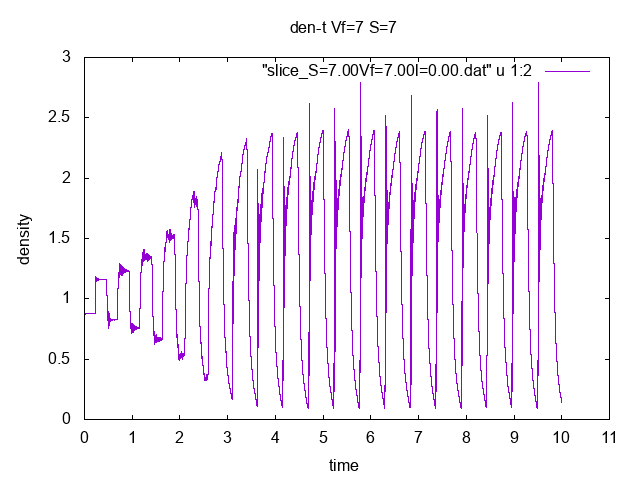 den-t Vf=7 S=7
"slice_S=7.00Vf=7.00I=0.00.dat" u 1:2
3
2.5
2
1.5
1
0.5
0
density
0 1 2 3 4 5 6 7 8 9 10 11
time